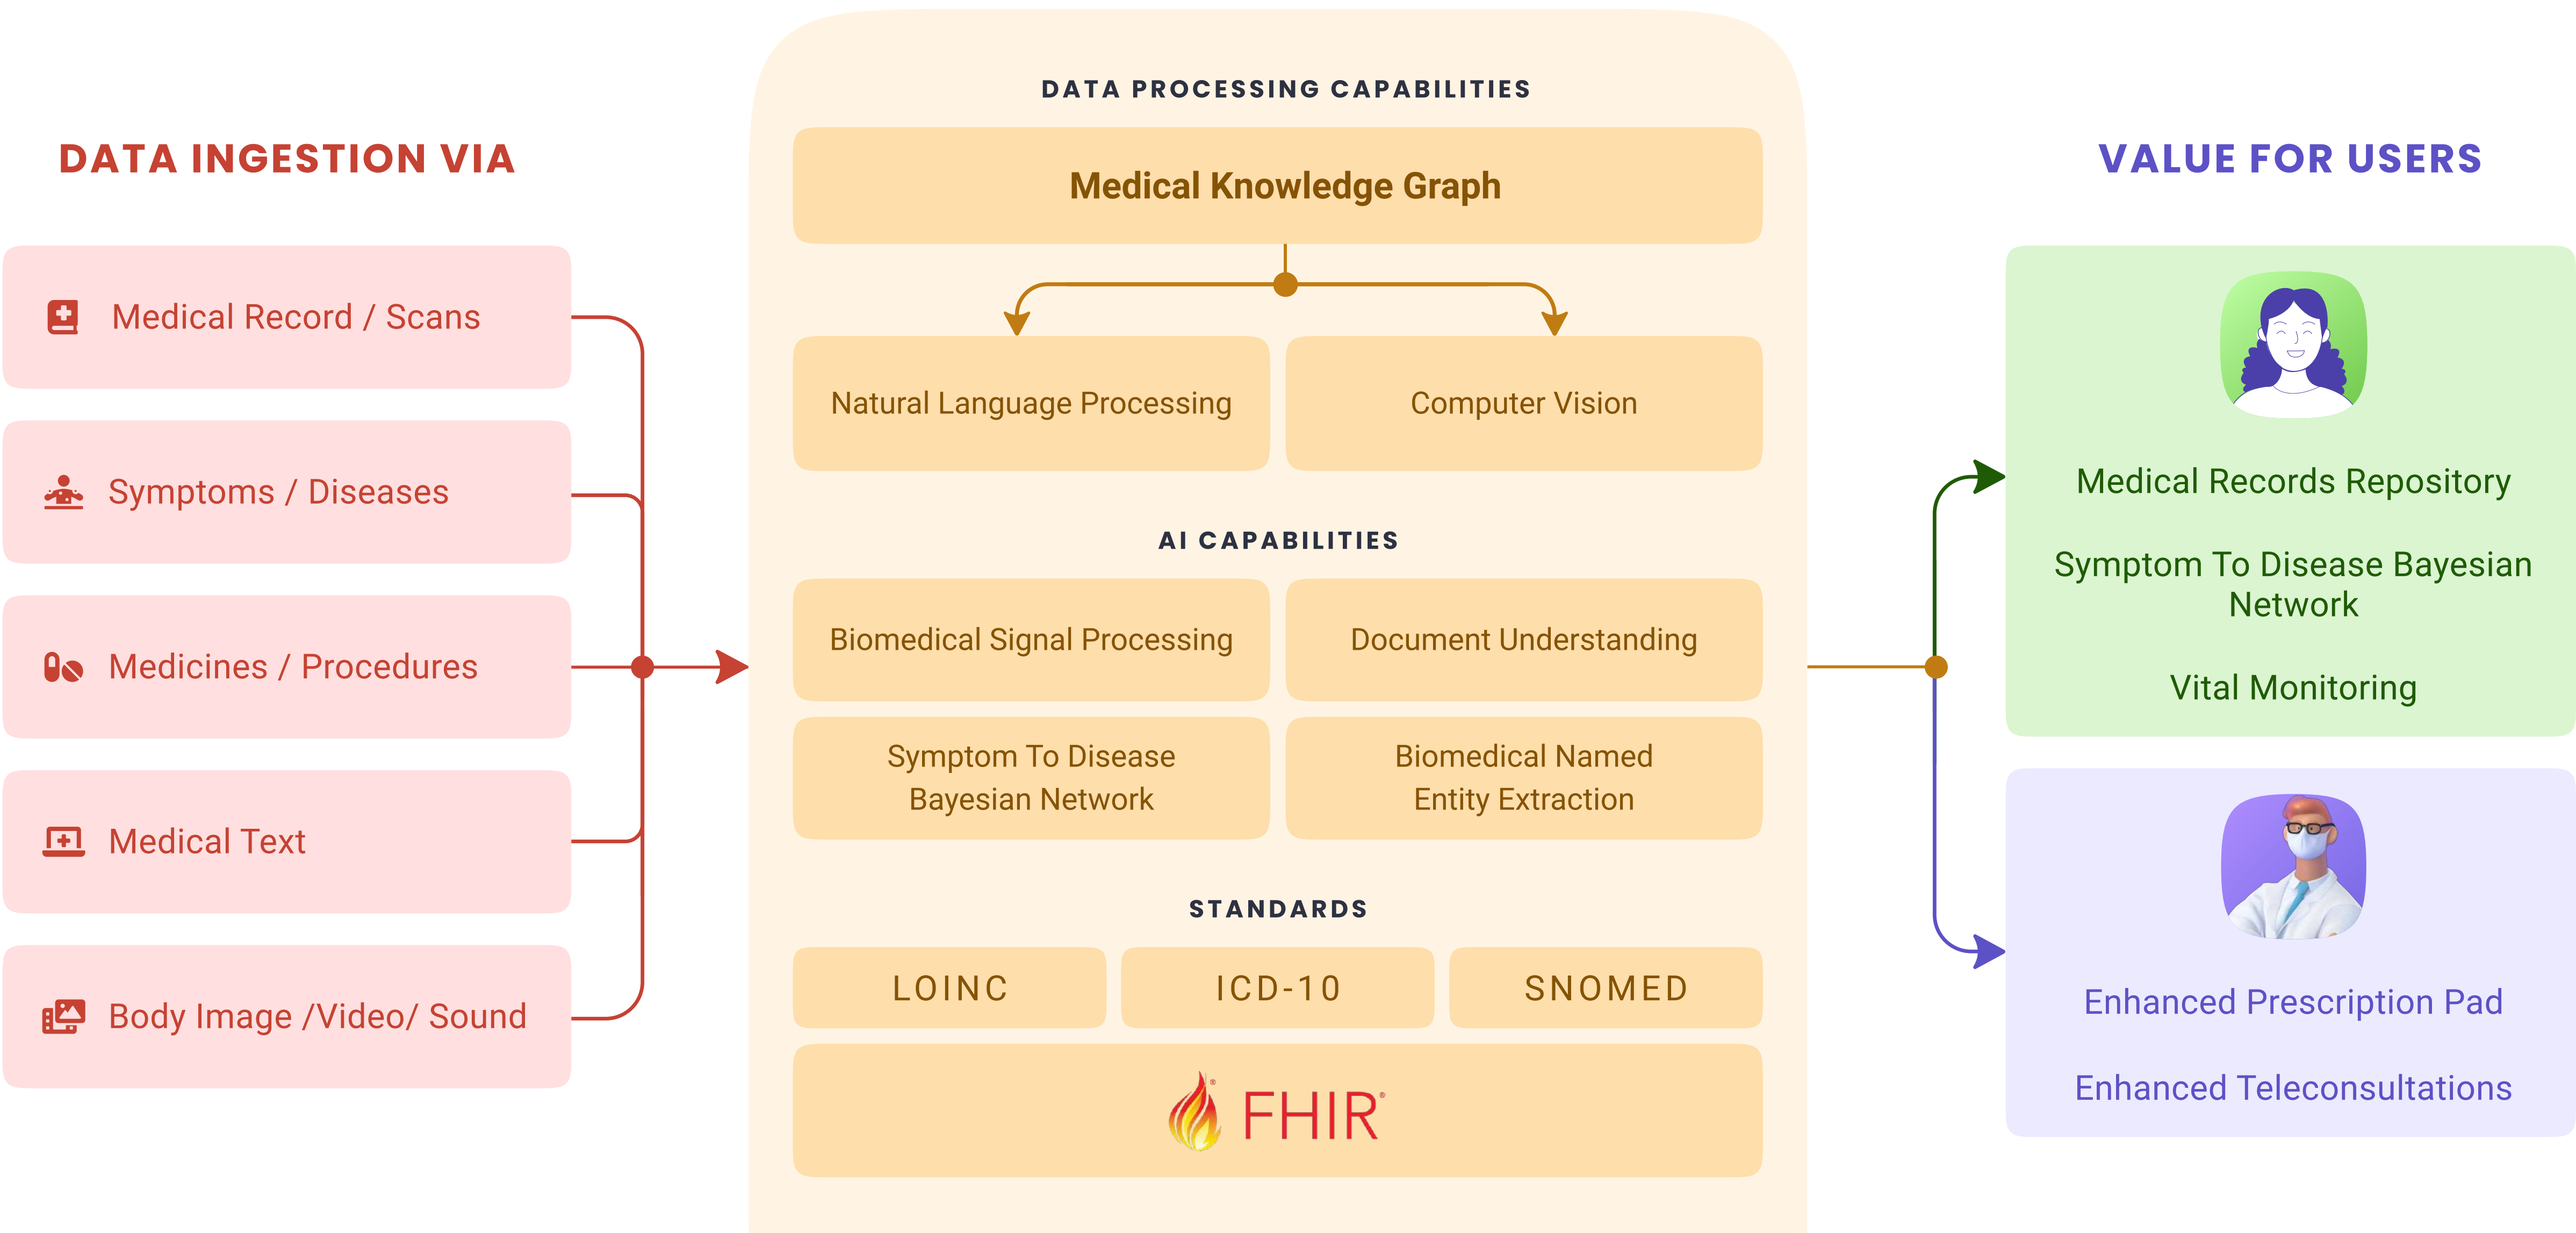 DATA INGESTION VIA
Medical Record / Scans
Symptoms / Diseases
Medicines / Procedures
Medical Text
Body Image /Video/ Sound
DATA PROCESSING CAPABILITIES
Medical Knowledge Graph
Natural Language Processing
Computer Vision
AI CAPABILITIES
Biomedical Signal Processing
Document Understanding
Symptom To Disease
Bayesian Network
Biomedical Named
Entity Extraction
STANDARDS
LOINC
ICD-10
SNOMED
FHIR®
VALUE FOR USERS
Medical Records Repository
Symptom To Disease Bayesian
Network
Vital Monitoring
Enhanced Prescription Pad
Enhanced Teleconsultations